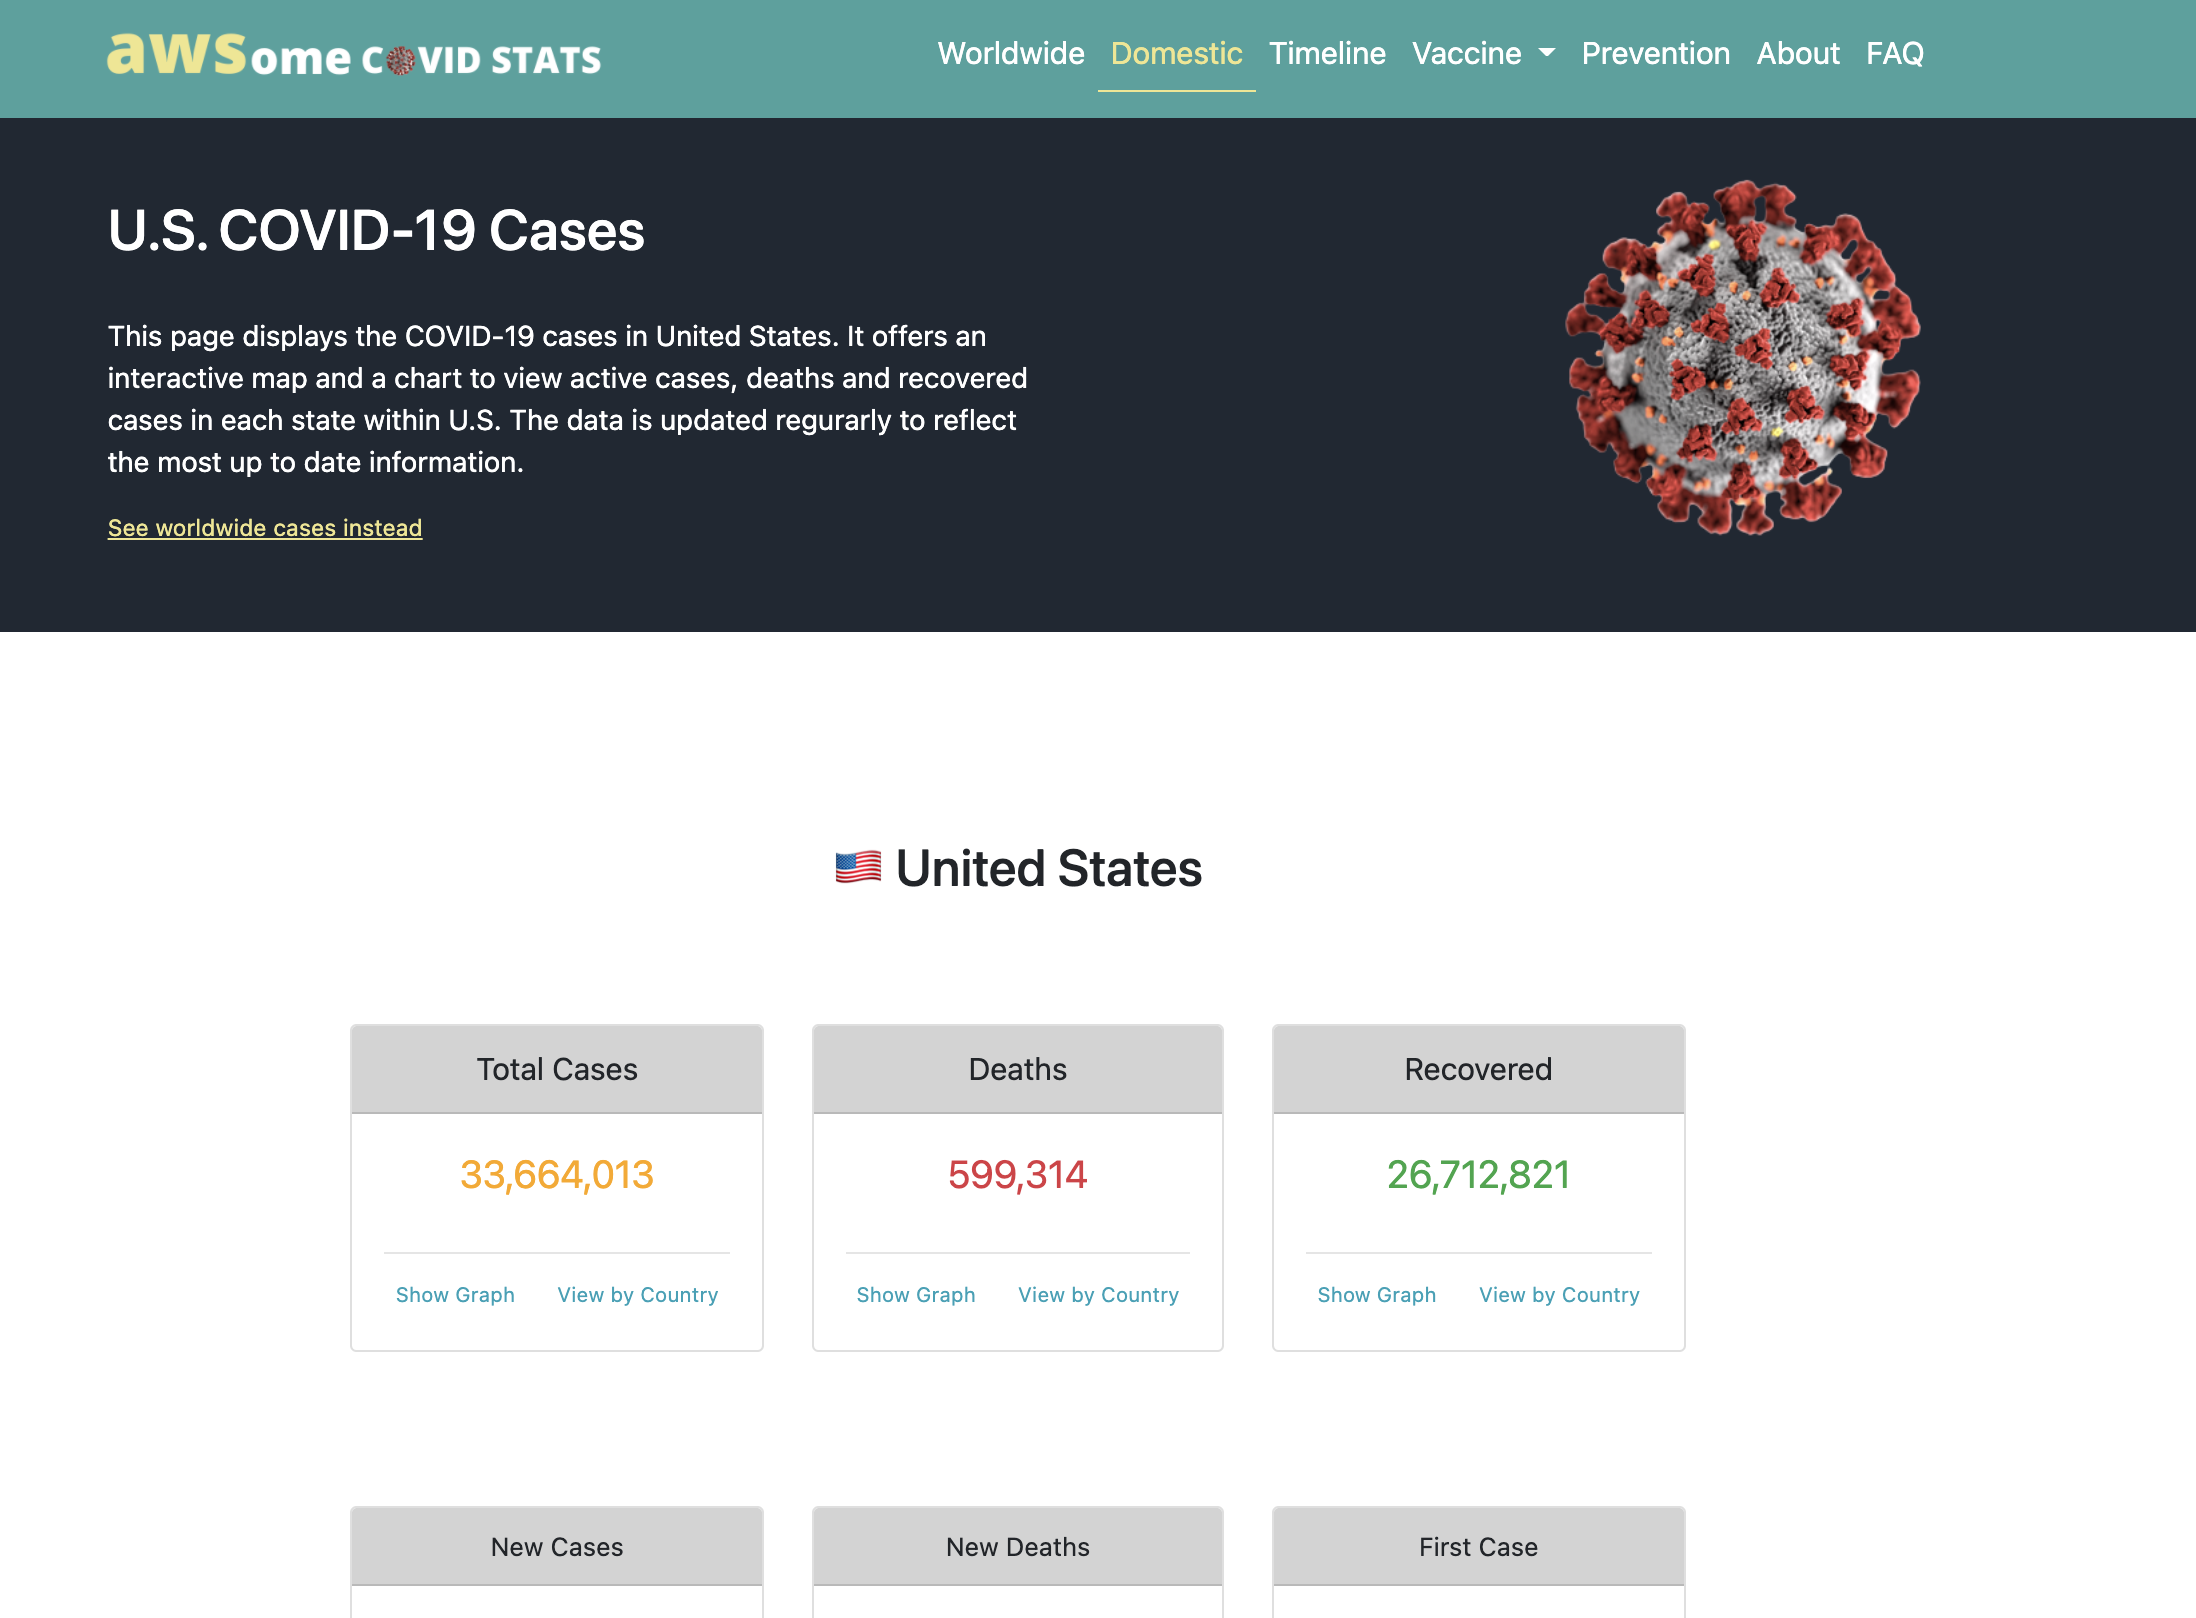 awsome COVID STATS
Worldwide Domestic Timeline Vaccine Prevention About FAQ
U.S. COVID-19 Cases
This page displays the COVID-19 cases in United States. It offers an
interactive map and a chart to view active cases, deaths and recovered
cases in each state within U.S. The data is updated regurarly to reflect
the most up to date information.
See worldwide cases instead
United States
Total Cases
33,664,013
Show Graph View by Country
Deaths
599,314
Show Graph View by Country
Recovered
26,712,821
Show Graph View by Country
New Cases
New Deaths
First Case